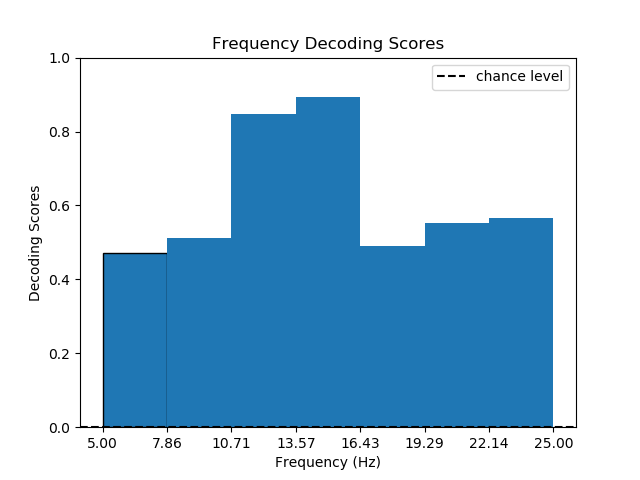 Frequency Decoding Scores
chance level
Decoding Scores
1.0
0.8
0.6
0.4
0.2
0.0
5.00 7.86 10.71 13.57 16.43 19.29 22.14 25.00
Frequency (Hz)